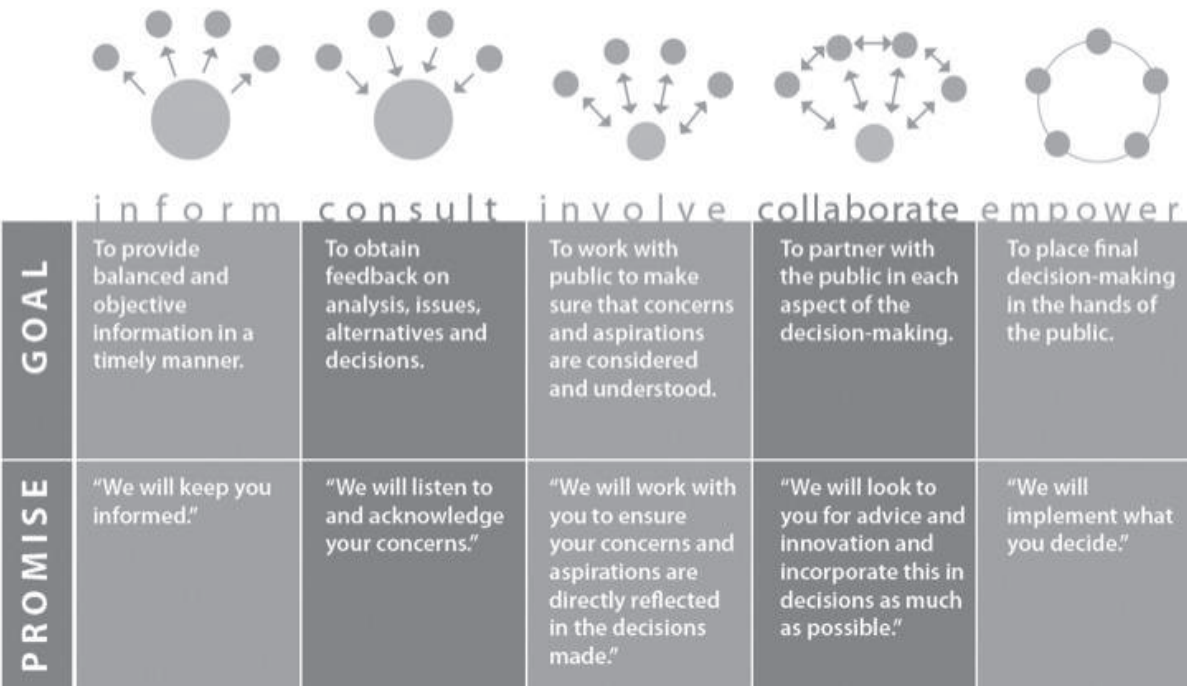 inform consult involve collaborate empower
GOAL
To provide
balanced and
objective
information in a
timely manner.
To obtain
feedback on
analysis, issues,
alternatives and
decisions.
To work with
public to make
sure that concerns
and aspirations
are considered
and understood.
To partner with
the public in each
aspect of the
decision-making.
To place final
decision-making
in the hands of
the public.
PROMISE
“We will keep you
informed.”
“We will listen to
and acknowledge
your concerns.”
“We will work with
you to ensure
your concerns and
aspirations are
directly reflected
in the decisions
made.”
“We will look to
you for advice and
innovation and
incorporate this in
decisions as much
as possible.”
“We will
implement what
you decide.”